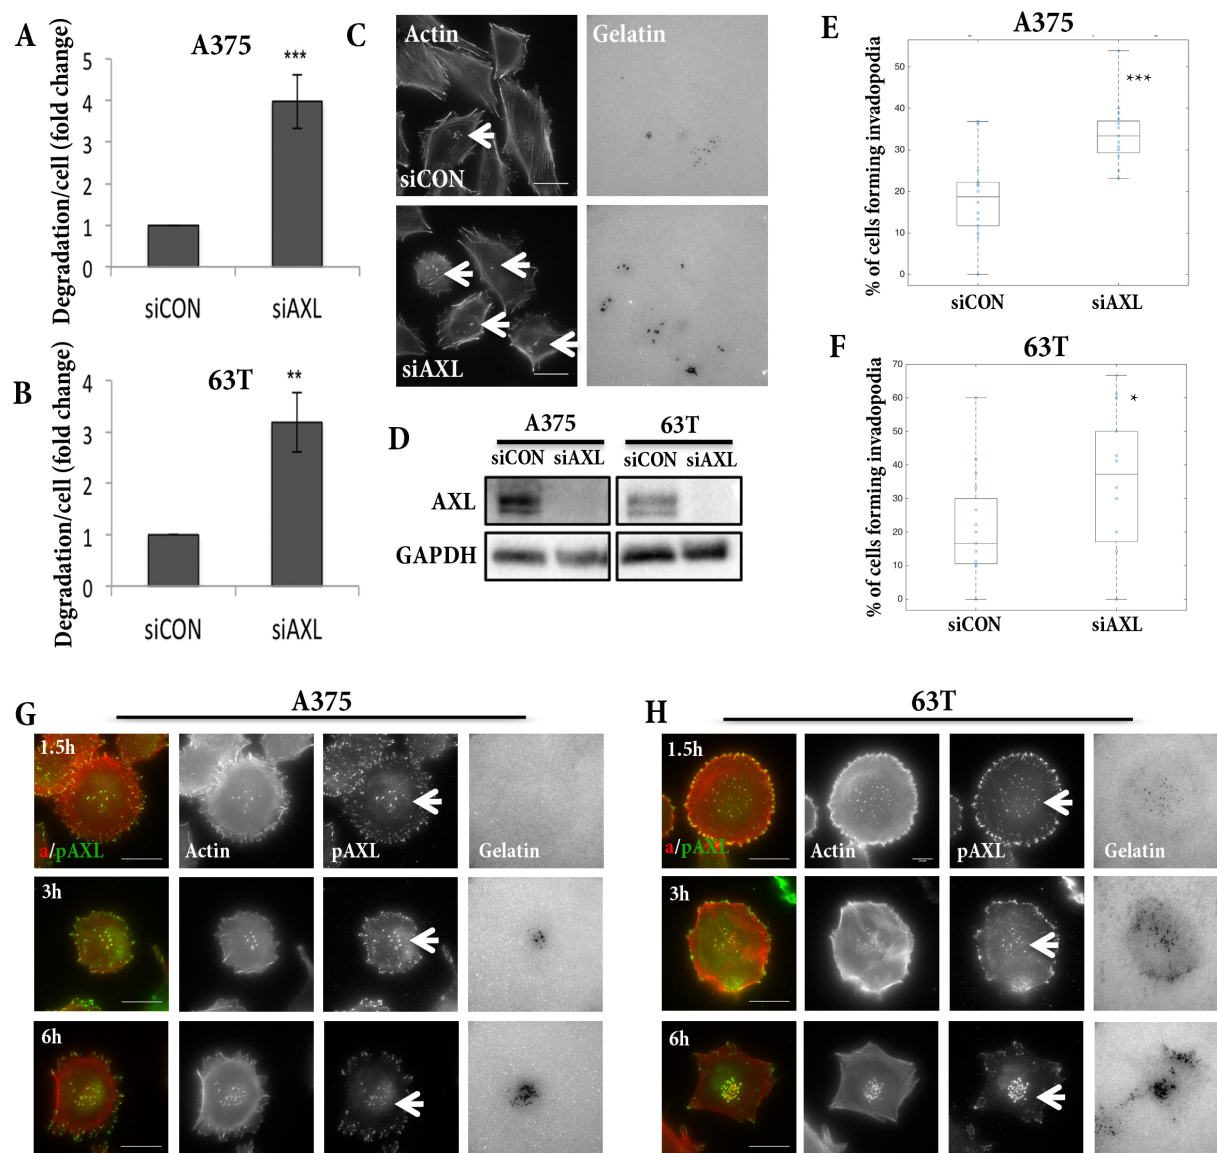 A
A375
Degradation/cell (fold change)
5
4
3
2
1
0
***
siCON
siAXL
B
63T
Degradation/cell (fold change)
4
3
2
1
0
**
siCON
siAXL
C
Actin
Gelatin
siCON
siAXL
D
A375
63T
siCON
siAXL
siCON
siAXL
AXL
GAPDH
E
A375
% of cells forming invadopodia
50
40
30
20
10
0
***
siCON
siAXL
F
63T
% of cells forming invadopodia
70
60
50
40
30
20
10
0
*
siCON
siAXL
G
A375
1.5h
a/pAXL
Actin
pAXL
Gelatin
3h
6h
H
63T
1.5h
a/pAXL
Actin
pAXL
Gelatin
3h
6h